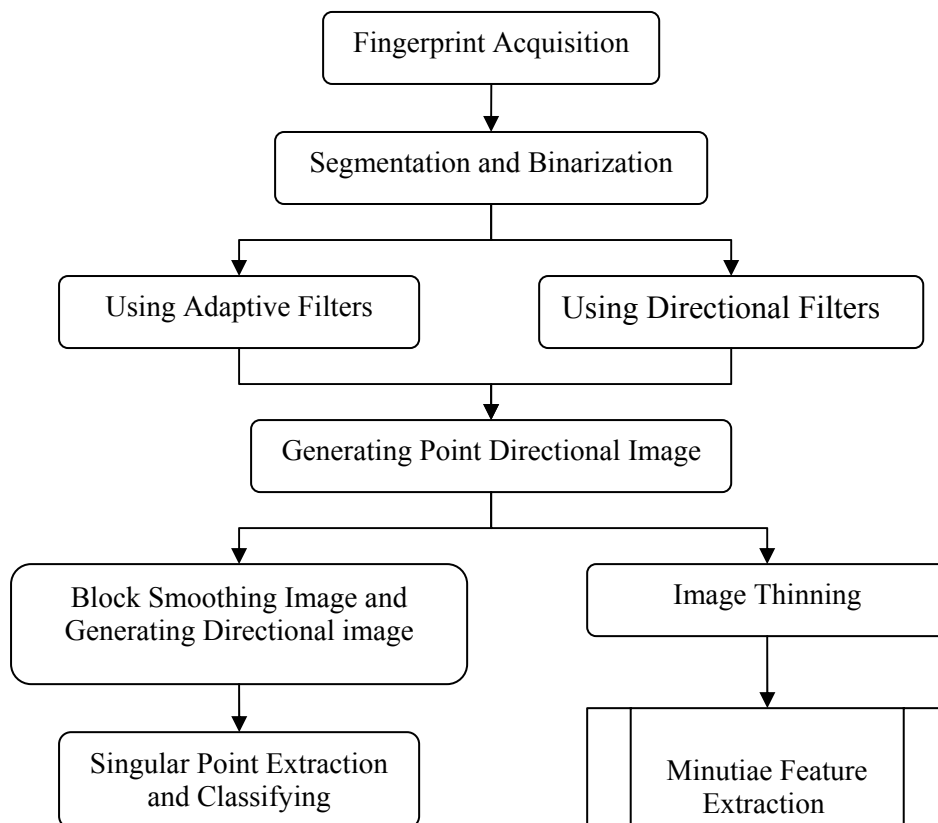 Fingerprint Acquisition
Segmentation and Binarization
Using Adaptive Filters
Using Directional Filters
Generating Point Directional Image
Block Smoothing Image and
Generating Directional image
Image Thinning
Singular Point Extraction
and Classifying
Minutiae Feature
Extraction